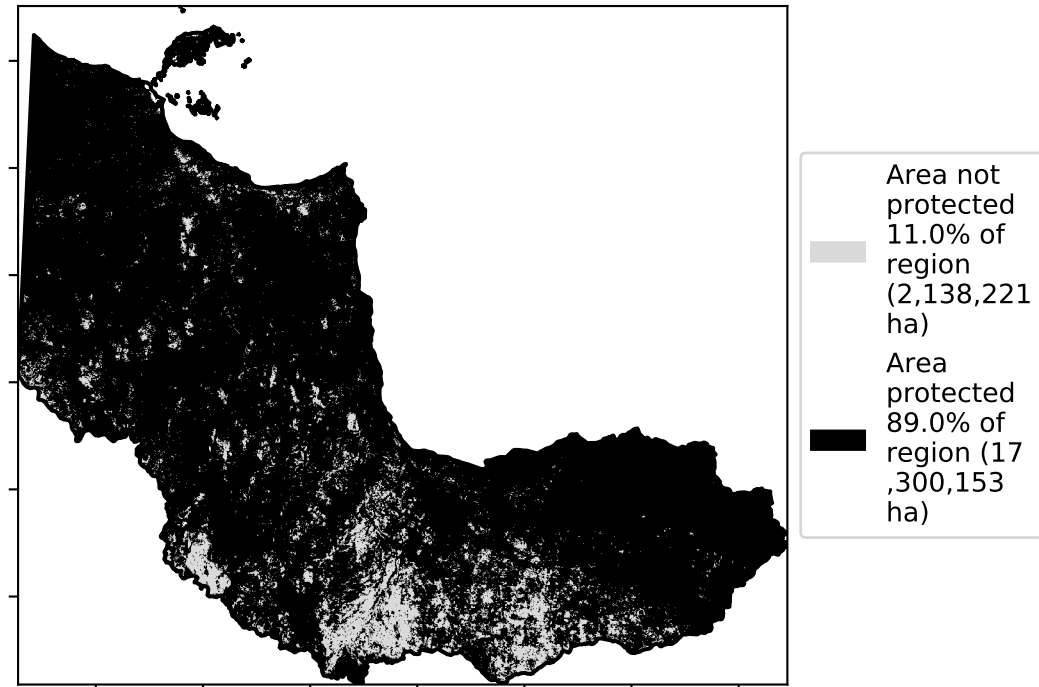 Area not
protected
11.0% of
region
(2,138,221
ha)
Area
protected
89.0% of
region (17
,300,153
ha)